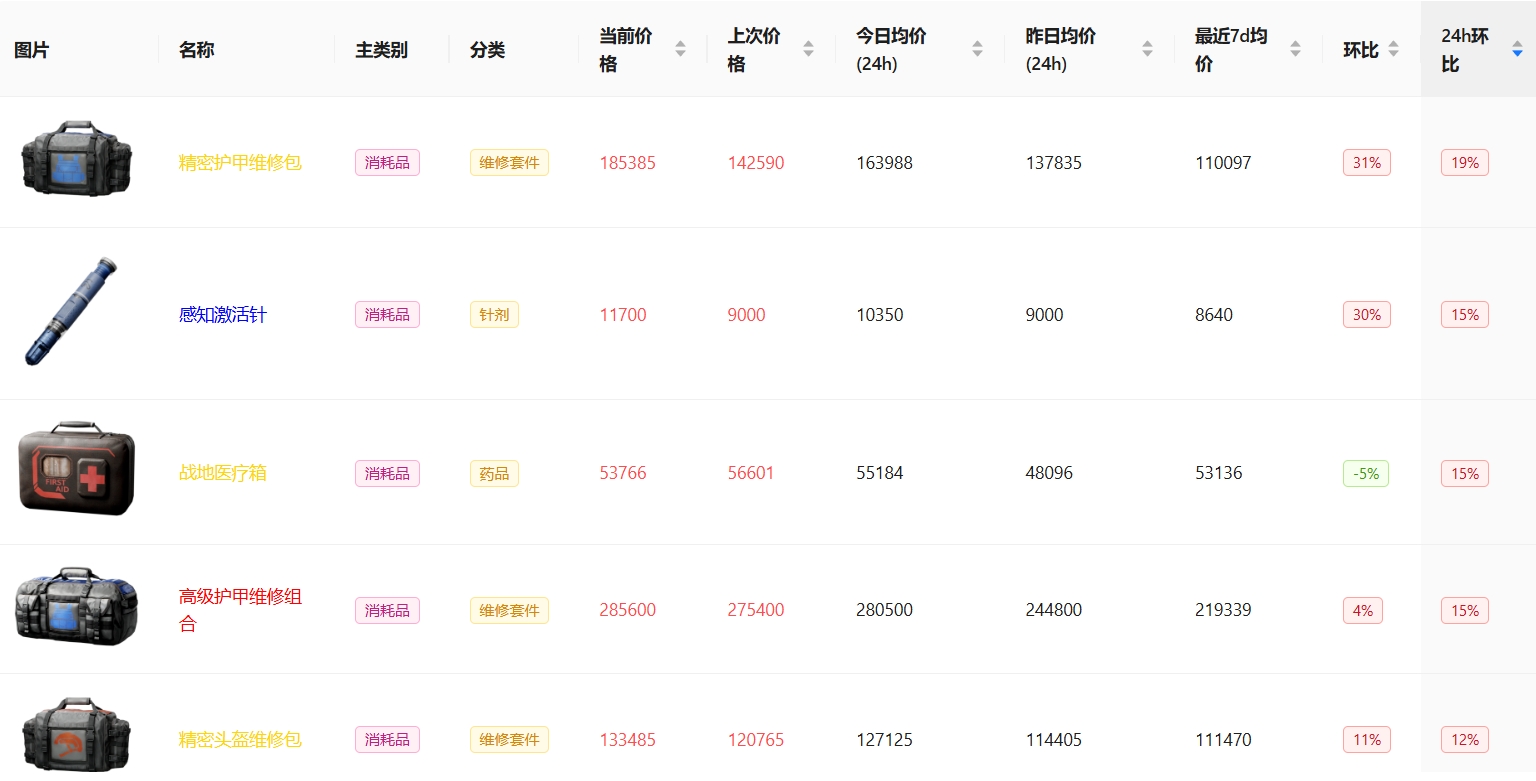 图片 名称 主类别 分类 当前价格 上次价格 今日均价(24h) 昨日均价(24h) 最近7d均价 环比 24h环比
精密护甲维修包 消耗品 维修套件 185385 142590 163988 137835 110097 31% 19%
感知激活针 消耗品 针剂 11700 9000 10350 9000 8640 30% 15%
FIRST
AID
战地医疗箱 消耗品 药品 53766 56601 55184 48096 53136 -5% 15%
高级护甲维修组合 消耗品 维修套件 285600 275400 280500 244800 219339 4% 15%
精密头盔维修包 消耗品 维修套件 133485 120765 127125 114405 111470 11% 12%